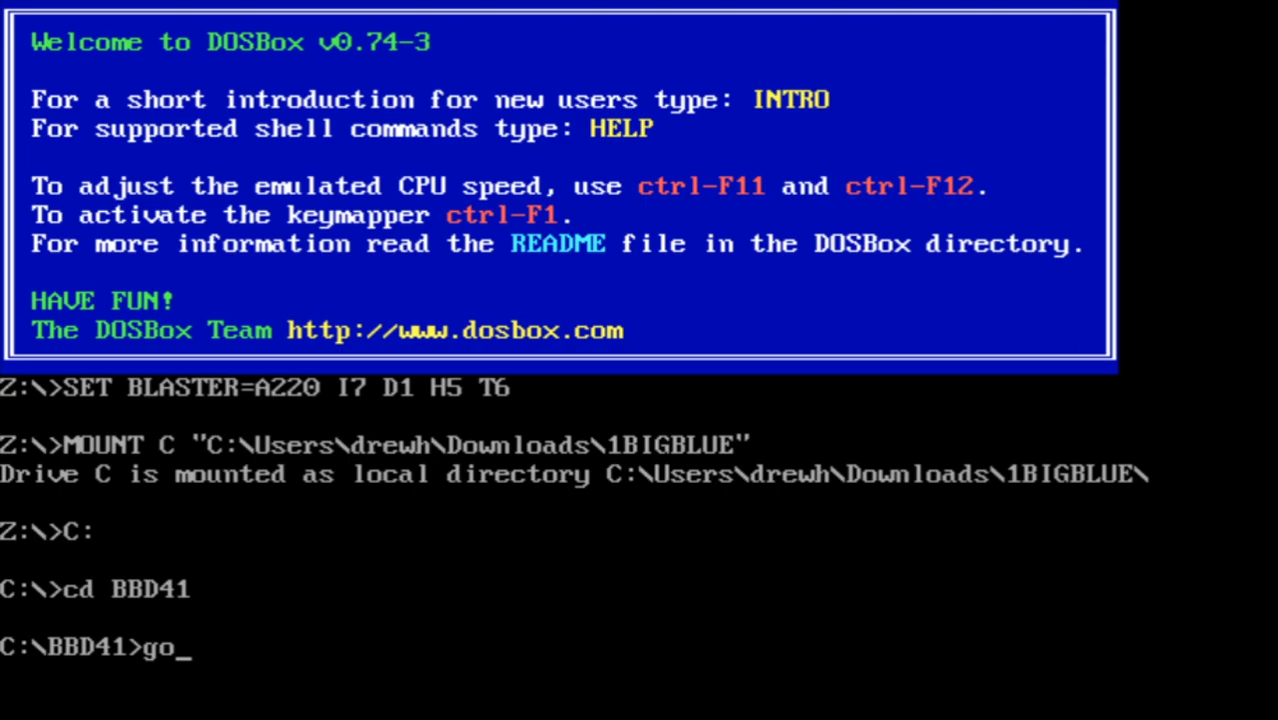 Welcome to DOSBox v0.74-3
For a short introduction for new users type: INTRO
For supported shell commands type: HELP
To adjust the emulated CPU speed, use ctrl-F11 and ctrl-F12.
To activate the keymapper ctrl-F1.
For more information read the README file in the DOSBox directory.
HAVE FUN!
The DOSBox Team http://www.dosbox.com
Z:\>SET BLASTER=A220 I7 D1 H5 T6
Z:\>MOUNT C "C:\Users\drewh\Downloads\1BIGBLUE"
Drive C is mounted as local directory C:\Users\drewh\Downloads\1BIGBLUE\
Z:\>C:
C:\>cd BBD41
C:\BBD41>go_